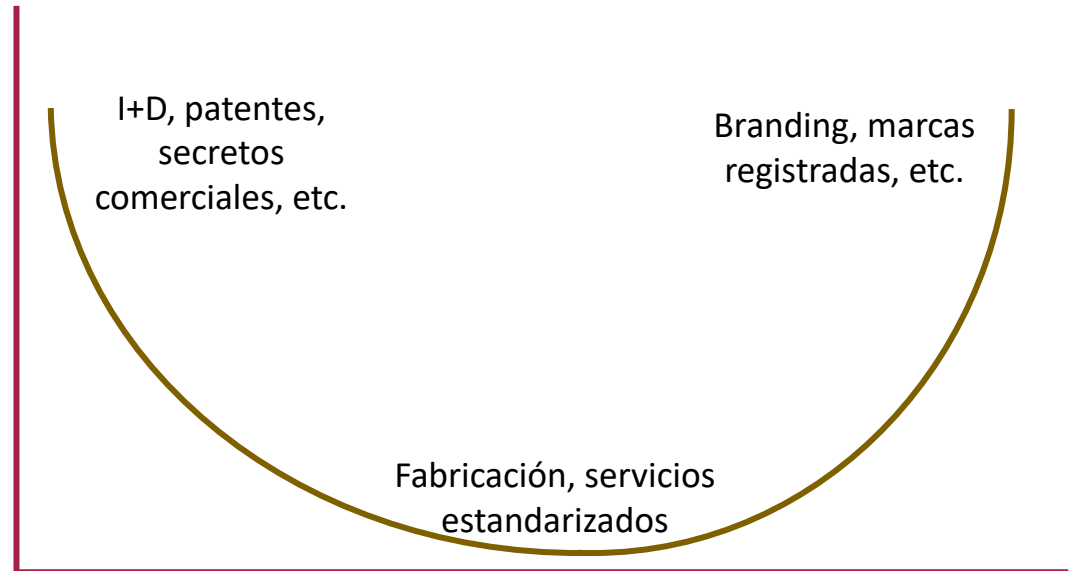 I+D, patentes,
secretos
comerciales, etc.
Branding, marcas
registradas, etc.
Fabricación, servicios
estandarizados